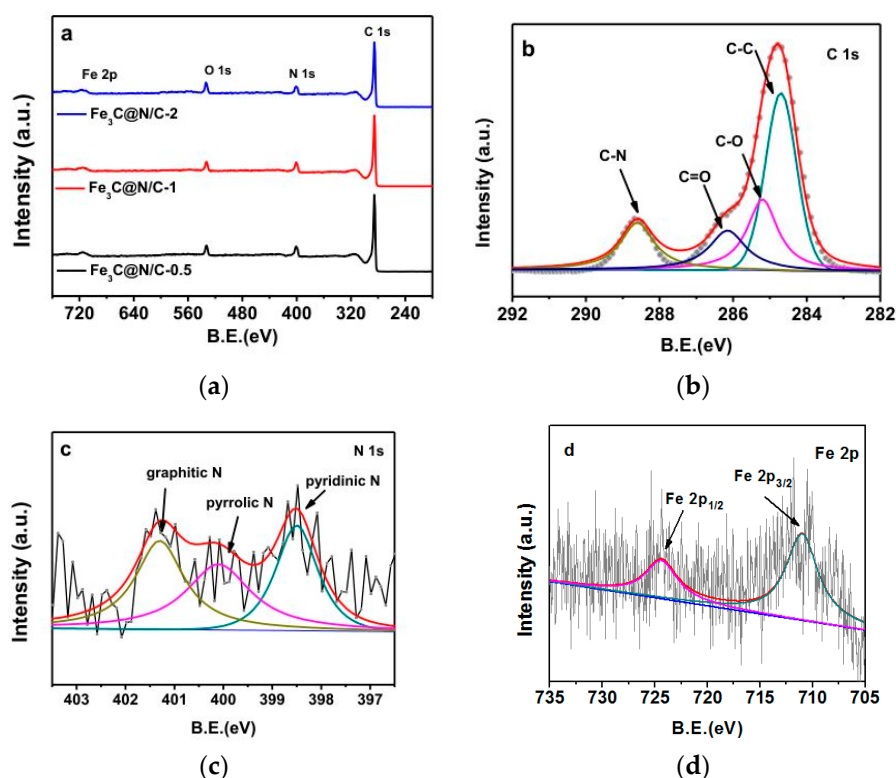 a
Fe 2p
O 1s
N 1s
C 1s
Fe₃C@N/C-2
Fe₃C@N/C-1
Fe₃C@N/C-0.5
Intensity (a.u.)
720 640 560 480 400 320 240
B.E.(eV)
(a)
b
C 1s
C-C
C-O
C=O
C-N
Intensity (a.u.)
292 290 288 286 284 282
B.E.(eV)
(b)
c
N 1s
graphitic N
pyrrolic N
pyridinic N
Intensity (a.u.)
403 402 401 400 399 398 397
B.E.(eV)
(c)
d
Fe 2p
Fe 2p₁/₂
Fe 2p₃/₂
Intensity (a.u.)
735 730 725 720 715 710 705
B.E.(eV)
(d)